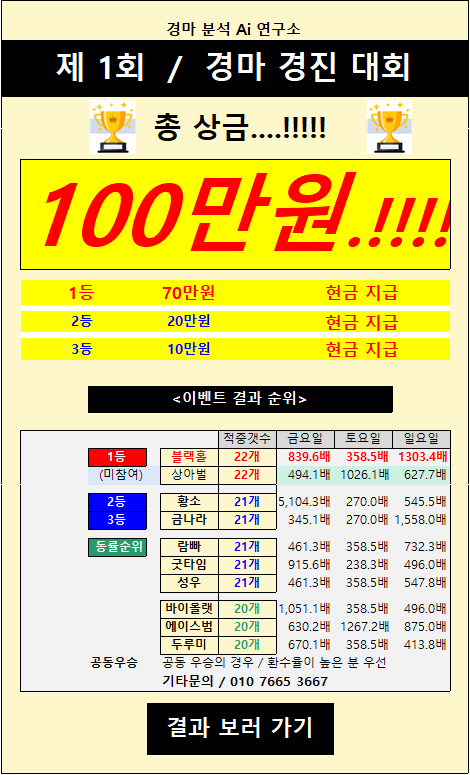 경마 분석 Ai 연구소
제 1회 / 경마 경진 대회
총 상금....!!!!!
100만원.!!!!
1등 70만원 현금 지급
2등 20만원 현금 지급
3등 10만원 현금 지급
<이벤트 결과 순위>
적중갯수 금요일 토요일 일요일
1등 블랙홀 22개 839.6배 358.5배 1303.4배
(미참여) 상아벌 22개 494.1배 1026.1배 627.7배
2등 황소 21개 5,104.3배 270.0배 545.5배
3등 금나라 21개 345.1배 270.0배 1,558.0배
동률순위 람빠 21개 461.3배 358.5배 732.3배
굿타임 21개 915.6배 238.3배 496.0배
성우 21개 461.3배 358.5배 547.8배
바이올랫 20개 1,051.1배 358.5배 496.0배
에이스범 20개 630.2배 1267.2배 875.0배
두루미 20개 670.1배 358.5배 413.8배
공동우승 공동 우승의 경우 / 환수율이 높은 분 우선
기타문의 / 010 7665 3667
결과 보러 가기